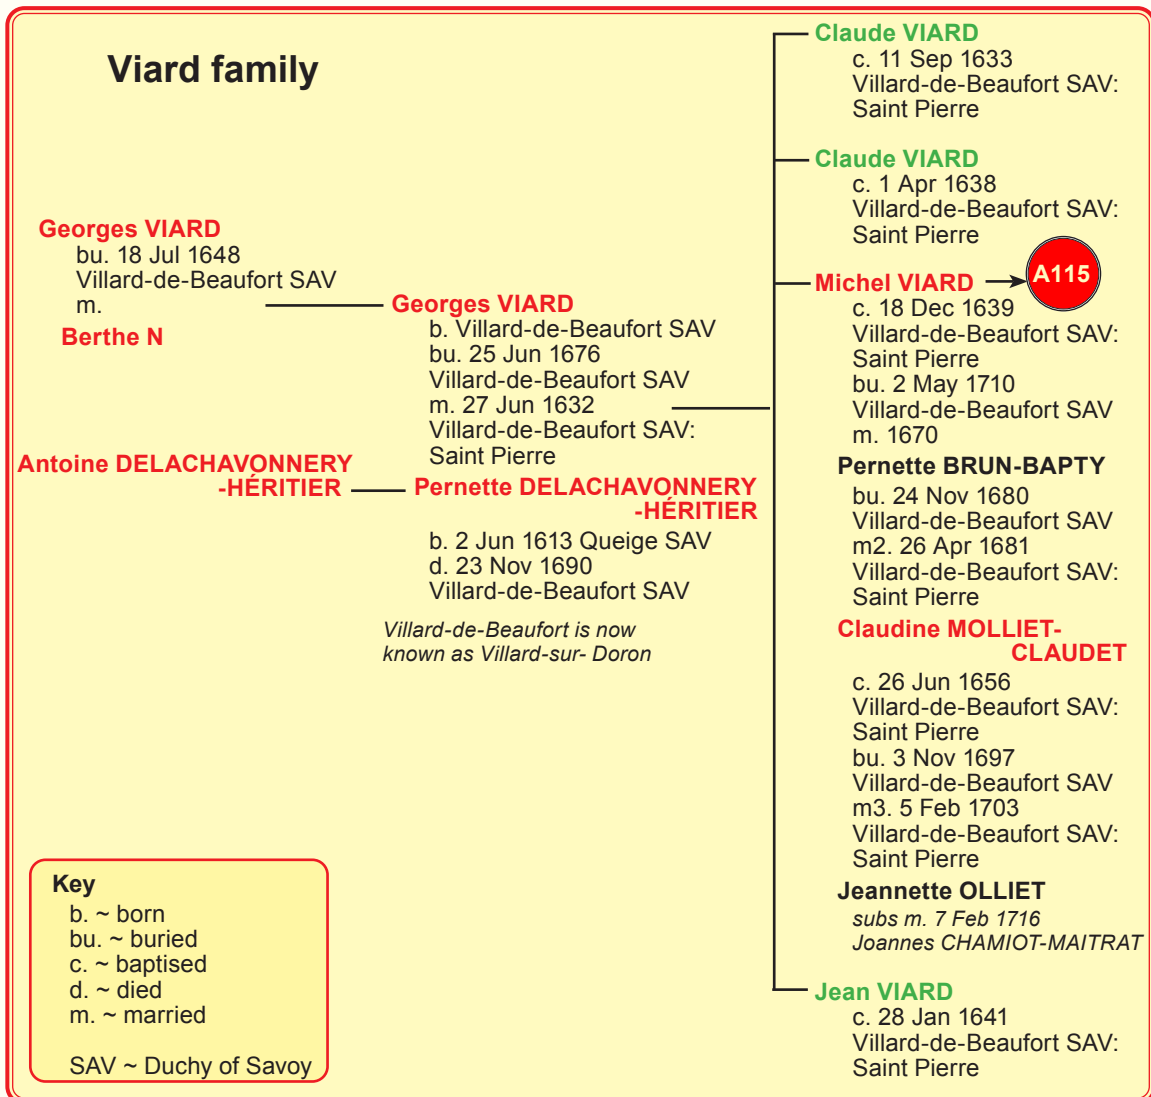 Viard family
Georges VIARD
bu. 18 Jul 1648
Villard-de-Beaufort SAV
m.
Berthe N
Antoine DELACHAVONNERY
-HÉRITIER
Georges VIARD
b. Villard-de-Beaufort SAV
bu. 25 Jun 1676
Villard-de-Beaufort SAV
m. 27 Jun 1632
Villard-de-Beaufort SAV:
Saint Pierre
Pernette DELACHAVONNERY
-HÉRITIER
b. 2 Jun 1613 Queige SAV
d. 23 Nov 1690
Villard-de-Beaufort SAV
Villard-de-Beaufort is now
known as Villard-sur- Doron
Claude VIARD
c. 11 Sep 1633
Villard-de-Beaufort SAV:
Saint Pierre
Claude VIARD
c. 1 Apr 1638
Villard-de-Beaufort SAV:
Saint Pierre
Michel VIARD
A115
c. 18 Dec 1639
Villard-de-Beaufort SAV:
Saint Pierre
bu. 2 May 1710
Villard-de-Beaufort SAV
m. 1670
Pernette BRUN-BAPTY
bu. 24 Nov 1680
Villard-de-Beaufort SAV
m2. 26 Apr 1681
Villard-de-Beaufort SAV:
Saint Pierre
Claudine MOLLIET-
CLAUDET
c. 26 Jun 1656
Villard-de-Beaufort SAV:
Saint Pierre
bu. 3 Nov 1697
Villard-de-Beaufort SAV
m3. 5 Feb 1703
Villard-de-Beaufort SAV:
Saint Pierre
Jeannette OLLIET
subs m. 7 Feb 1716
Joannes CHAMIOT-MAITRAT
Jean VIARD
c. 28 Jan 1641
Villard-de-Beaufort SAV:
Saint Pierre
Key
b. ~ born
bu. ~ buried
c. ~ baptised
d. ~ died
m. ~ married
SAV ~ Duchy of Savoy